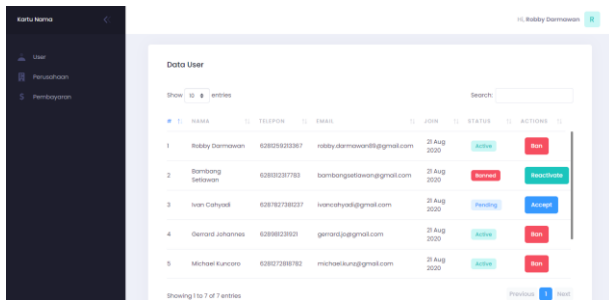 Kartu Nama
Hi, Robby Darmawan R
User
Perusahaan
Pembayaran
Data User
Show 10 entries
Search:
# NAMA TELEPON EMAIL JOIN STATUS ACTIONS
1 Robby Darmawan 6281259213367 robby.darmawan89@gmail.com 21 Aug 2020 Active Ban
2 Bambang Setiawan 6281312317783 bambangsetiawan@gmail.com 21 Aug 2020 Banned Reactivate
3 Ivan Cahyadi 6287827381237 ivancahyadi@gmail.com 21 Aug 2020 Pending Accept
4 Gerrard Johannes 628981231921 gerrard.jo@gmail.com 21 Aug 2020 Active Ban
5 Michael Kuncoro 6281272818782 michael.kunz@gmail.com 21 Aug 2020 Active Ban
Showing 1 to 7 of 7 entries
Previous 1 Next